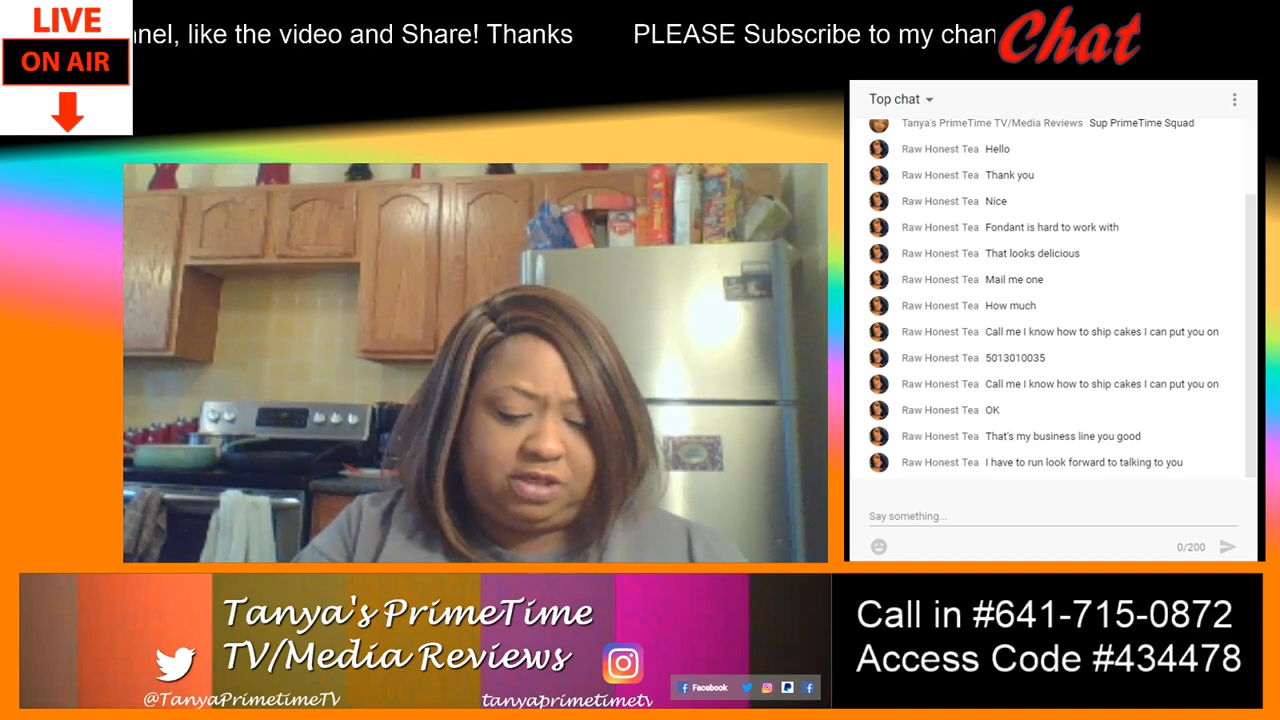 LIVE
ON AIR
nnel, like the video and Share! Thanks
PLEASE Subscribe to my chan
Chat
Top chat
Tanya's PrimeTime TV/Media Reviews Sup PrimeTime Squad
Raw Honest Tea Hello
Raw Honest Tea Thank you
Raw Honest Tea Nice
Raw Honest Tea Fondant is hard to work with
Raw Honest Tea That looks delicious
Raw Honest Tea Mail me one
Raw Honest Tea How much
Raw Honest Tea Call me I know how to ship cakes I can put you on
Raw Honest Tea 5013010035
Raw Honest Tea Call me I know how to ship cakes I can put you on
Raw Honest Tea OK
Raw Honest Tea That's my business line you good
Raw Honest Tea I have to run look forward to talking to you
Say something...
0/200
Tanya's PrimeTime
TV/Media Reviews
@TanyaPrimetimeTV
tanyaprimetimetv
Facebook
Call in #641-715-0872
Access Code #434478